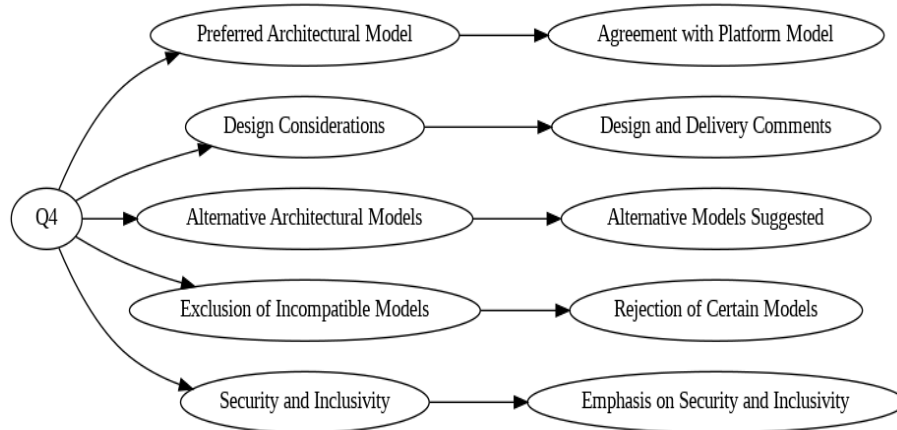 Preferred Architectural Model
Agreement with Platform Model
Design Considerations
Design and Delivery Comments
Q4
Alternative Architectural Models
Alternative Models Suggested
Exclusion of Incompatible Models
Rejection of Certain Models
Security and Inclusivity
Emphasis on Security and Inclusivity